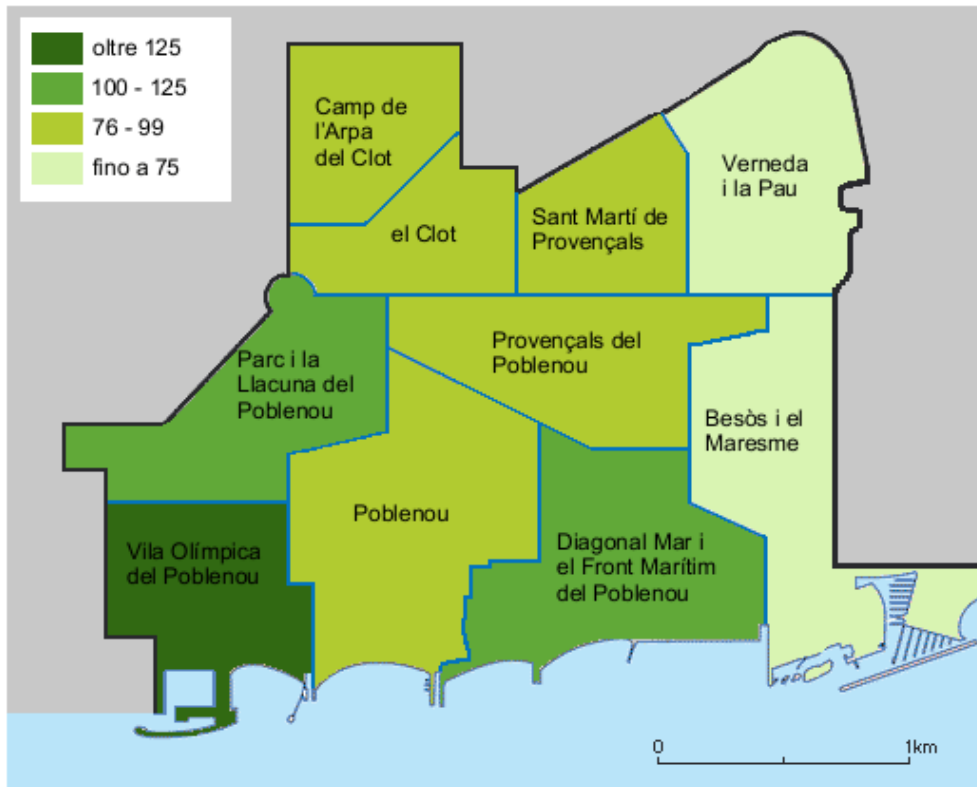 oltre 125
100 - 125
76 - 99
fino a 75
Camp de
l'Arpa
del Clot
el Clot
Sant Martí de
Provençals
Verneda
i la Pau
Parc i la
Llacuna del
Poblenou
Provençals del
Poblenou
Besòs i el
Maresme
Poblenou
Vila Olímpica
del Poblenou
Diagonal Mar i
el Front Marítim
del Poblenou
0 1km